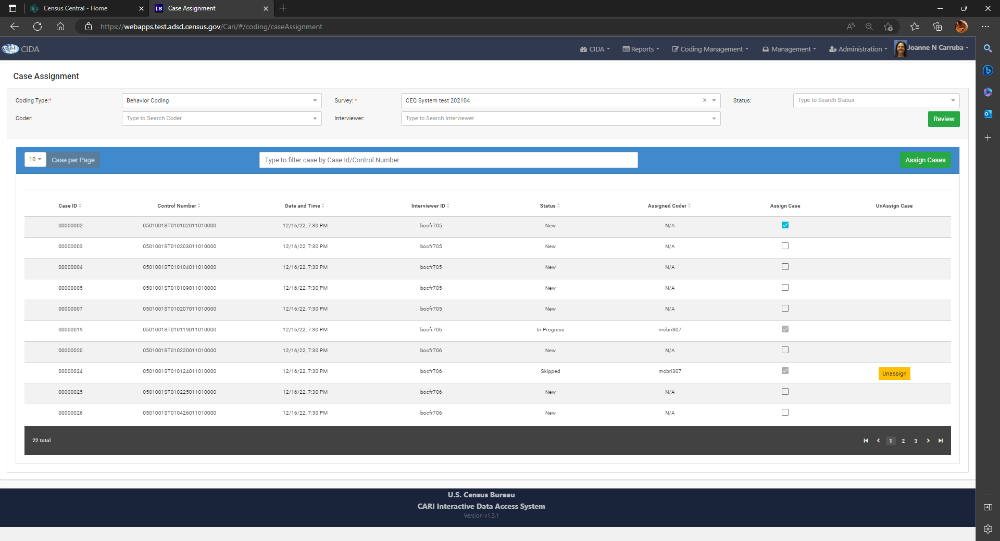 Census Central - Home
CB Case Assignment
https://webapps.test.adsd.census.gov/Cari/#/coding/caseAssignment
CIDA CIDA Reports Coding Management Management Administration Joanne N Carruba
Case Assignment
Coding Type:* Behavior Coding Survey: * CEQ System test 202104 × Status: Type to Search Status
Coder: Type to Search Coder Interviewer: Type to Search Interviewer Review
10 Case per Page Type to filter case by Case Id/Control Number Assign Cases
Case ID Control Number Date and Time Interviewer ID Status Assigned Coder Assign Case UnAssign Case
00000002 0501001ST010102011010000 12/16/22, 7:30 PM bocfr705 New N/A
00000003 0501001ST010203011010000 12/16/22, 7:30 PM bocfr705 New N/A
00000004 0501001ST010104011010000 12/16/22, 7:30 PM bocfr705 New N/A
00000005 0501001ST010109011010000 12/16/22, 7:30 PM bocfr705 New N/A
00000007 0501001ST010207011010000 12/16/22, 7:30 PM bocfr705 New N/A
00000019 0501001ST010119011010000 12/16/22, 7:30 PM bocfr706 In Progress mcbri307
00000020 0501001ST010220011010000 12/16/22, 7:30 PM bocfr706 New N/A
00000024 0501001ST010124011010000 12/16/22, 7:30 PM bocfr706 Skipped mcbri307 Unassign
00000025 0501001ST010225011010000 12/16/22, 7:30 PM bocfr706 New N/A
00000026 0501001ST010426011010000 12/16/22, 7:30 PM bocfr706 New N/A
22 total 1 2 3
U.S. Census Bureau
CARI Interactive Data Access System
Version v1.3.1